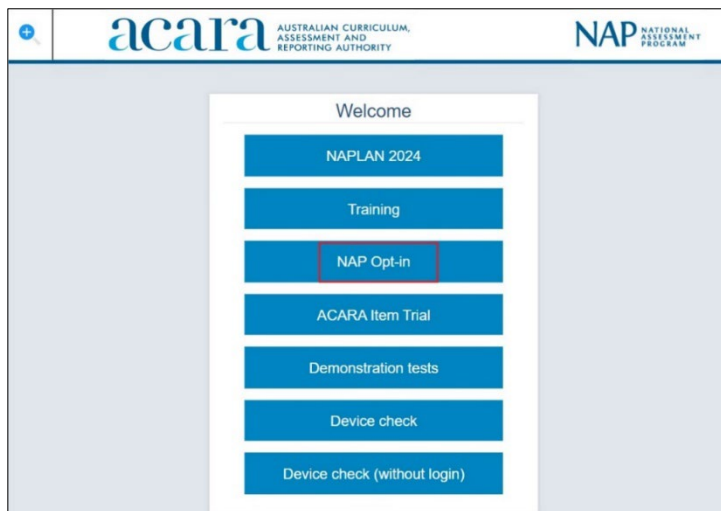 acara
AUSTRALIAN CURRICULUM,
ASSESSMENT AND
REPORTING AUTHORITY
NAP NATIONAL
ASSESSMENT
PROGRAM
Welcome
NAPLAN 2024
Training
NAP Opt-in
ACARA Item Trial
Demonstration tests
Device check
Device check (without login)